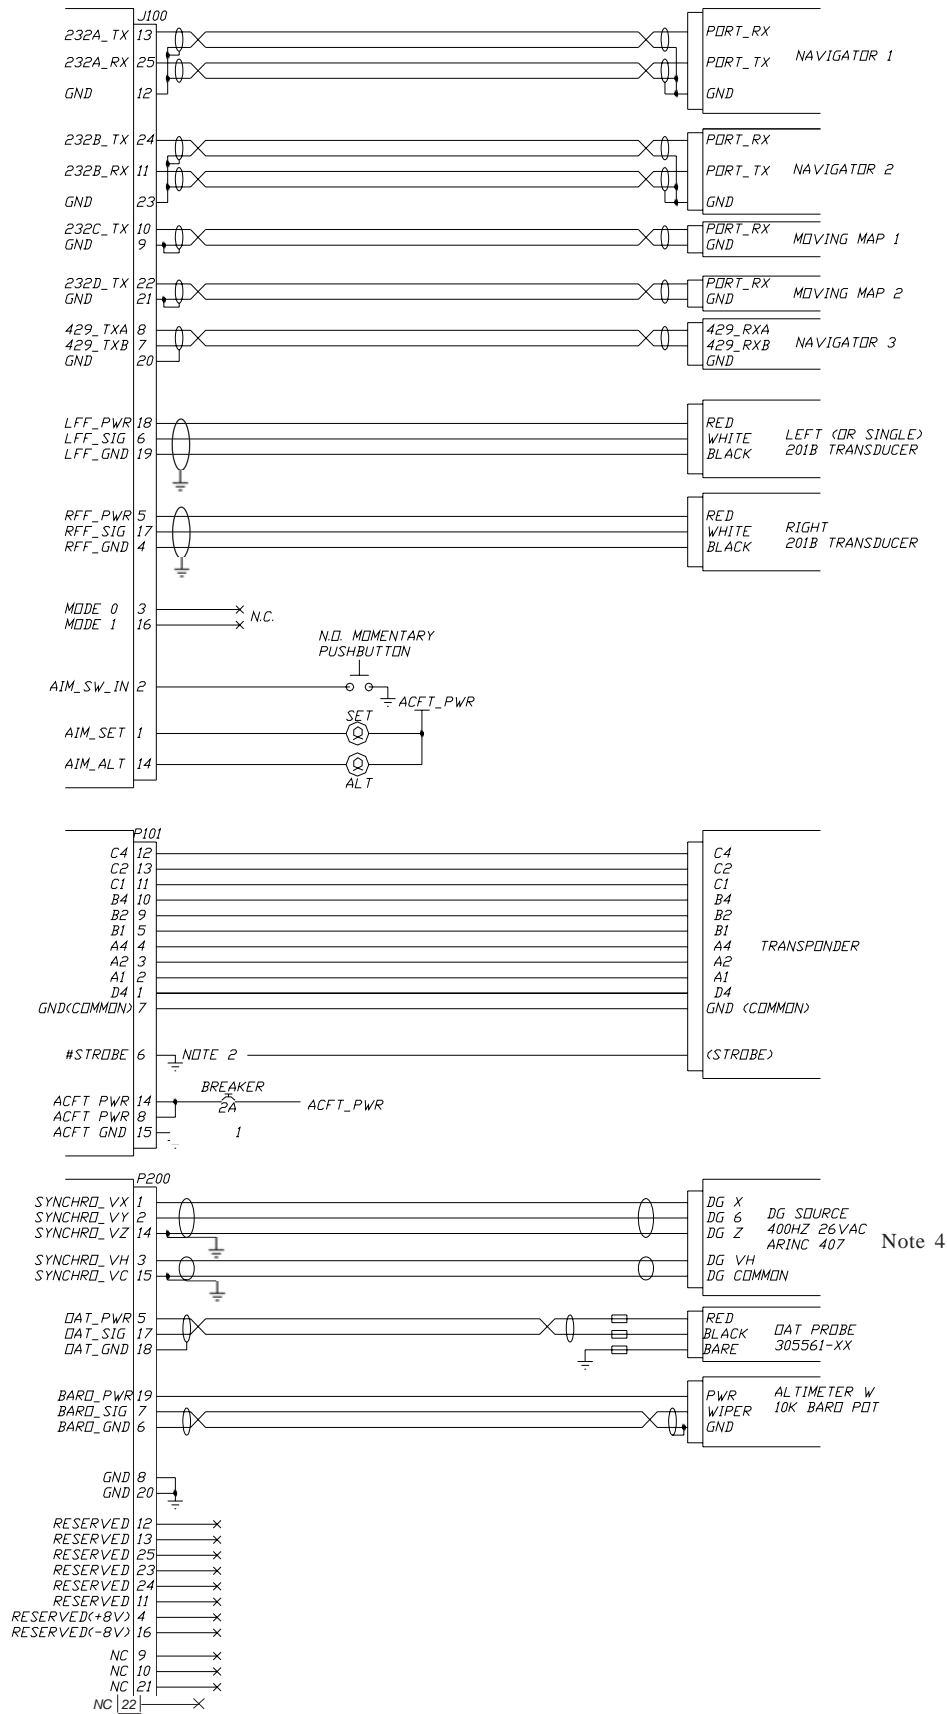 J100
232A_TX 13 PORT_RX
NAVIGATOR 1
232A_RX 25 PORT_TX
GND 12 GND
232B_TX 24 PORT_RX
232B_RX 11 PORT_TX NAVIGATOR 2
GND 23 GND
232C_TX 10 PORT_RX
GND 9 GND MOVING MAP 1
232D_TX 22 PORT_RX
GND 21 GND MOVING MAP 2
429_TXA 8 429_RXA
429_TXB 7 429_RXB NAVIGATOR 3
GND 20 GND
LFF_PWR 18 RED
LFF_SIG 6 WHITE LEFT (OR SINGLE)
LFF_GND 19 BLACK 201B TRANSDUCER
RFF_PWR 5 RED
RFF_SIG 17 WHITE RIGHT
RFF_GND 4 BLACK 201B TRANSDUCER
MODE 0 3
N.C.
MODE 1 16
N.O. MOMENTARY
PUSHBUTTON
AIM_SW_IN 2
ACFT_PWR
SET
AIM_SET 1
AIM_ALT 14
ALT
P101
C4 12 C4
C2 13 C2
C1 11 C1
B4 10 B4
B2 9 B2
B1 5 B1
A4 4 A4 TRANSPONDER
A2 3 A2
A1 2 A1
D4 1 D4
GND(COMMON) 7 GND (COMMON)
#STROBE 6 NOTE 2 (STROBE)
BREAKER
ACFT PWR 14 2A ACFT_PWR
ACFT PWR 8
ACFT GND 15 1
P200
SYNCHRO_VX 1 DG X
SYNCHRO_VY 2 DG 6 DG SOURCE
SYNCHRO_VZ 14 DG Z 400HZ 26VAC
ARINC 407 Note 4
SYNCHRO_VH 3 DG VH
SYNCHRO_VC 15 DG COMMON
OAT_PWR 5 RED
OAT_SIG 17 BLACK OAT PROBE
OAT_GND 18 BARE 305561-XX
BARO_PWR 19 PWR ALTIMETER W
BARO_SIG 7 WIPER 10K BARO POT
BARO_GND 6 GND
GND 8
GND 20
RESERVED 12
RESERVED 13
RESERVED 25
RESERVED 23
RESERVED 24
RESERVED 11
RESERVED(+8V) 4
RESERVED(-8V) 16
NC 9
NC 10
NC 21
NC 22